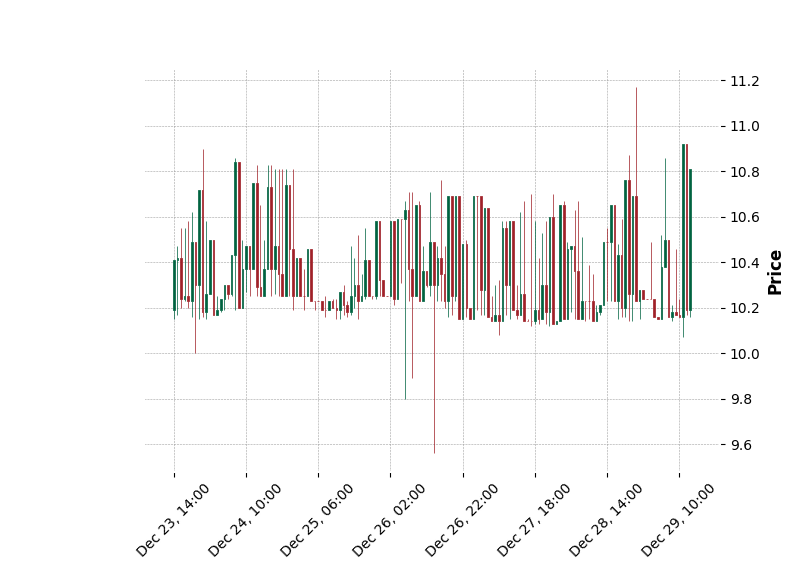 11.2
11.0
10.8
10.6
10.4
10.2
10.0
9.8
9.6
Price
Dec 23, 14:00
Dec 24, 10:00
Dec 25, 06:00
Dec 26, 02:00
Dec 26, 22:00
Dec 27, 18:00
Dec 28, 14:00
Dec 29, 10:00